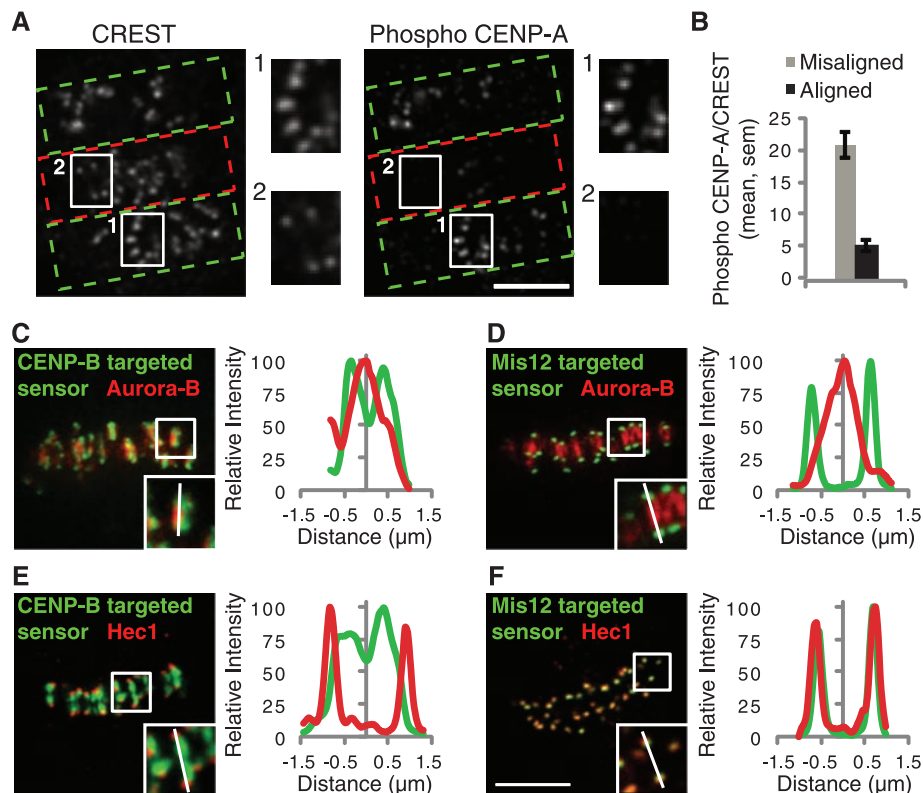 A
CREST
Phospho CENP-A
1
2
2
1
1
2
2
1
B
Misaligned
Aligned
Phospho CENP-A/CREST
(mean, sem)
25
20
15
10
5
0
C
CENP-B targeted
sensor Aurora-B
Relative Intensity
100
75
50
25
0
-1.5 -0.5 0.5 1.5
Distance (µm)
D
Mis12 targeted
sensor Aurora-B
Relative Intensity
100
75
50
25
0
-1.5 -0.5 0.5 1.5
Distance (µm)
E
CENP-B targeted
sensor Hec1
Relative Intensity
100
75
50
25
0
-1.5 -0.5 0.5 1.5
Distance (µm)
F
Mis12 targeted
sensor Hec1
Relative Intensity
100
75
50
25
0
-1.5 -0.5 0.5 1.5
Distance (µm)